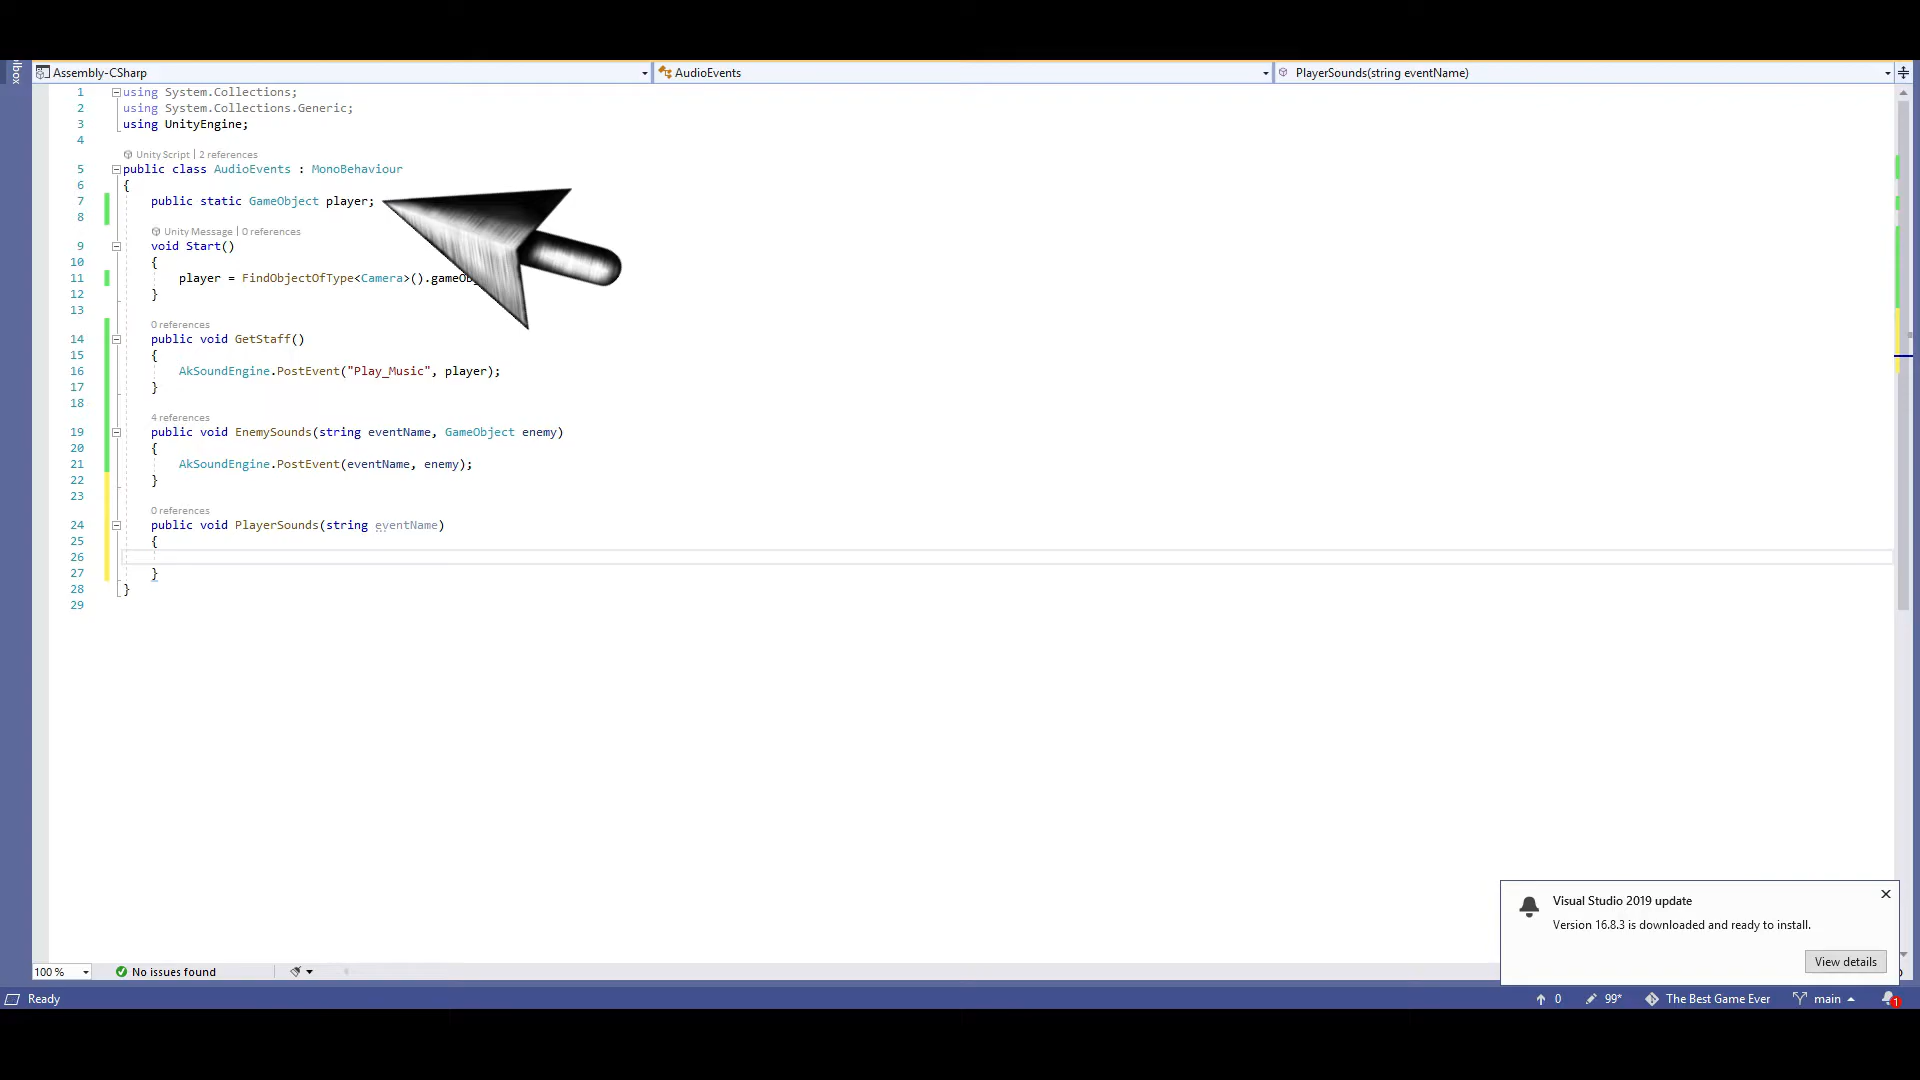 lbox
Assembly-CSharp
AudioEvents
PlayerSounds(string eventName)
1 using System.Collections;
2 using System.Collections.Generic;
3 using UnityEngine;
4
Unity Script | 2 references
5 public class AudioEvents : MonoBehaviour
6 {
7 public static GameObject player;
8
Unity Message | 0 references
9 void Start()
10 {
11 player = FindObjectOfType<Camera>().gameOb
12 }
13
0 references
14 public void GetStaff()
15 {
16 AkSoundEngine.PostEvent("Play_Music", player);
17 }
18
4 references
19 public void EnemySounds(string eventName, GameObject enemy)
20 {
21 AkSoundEngine.PostEvent(eventName, enemy);
22 }
23
0 references
24 public void PlayerSounds(string eventName)
25 {
26
27 }
28 }
29
Visual Studio 2019 update
Version 16.8.3 is downloaded and ready to install.
View details
100 %
No issues found
Ready
0
99*
The Best Game Ever
main
1